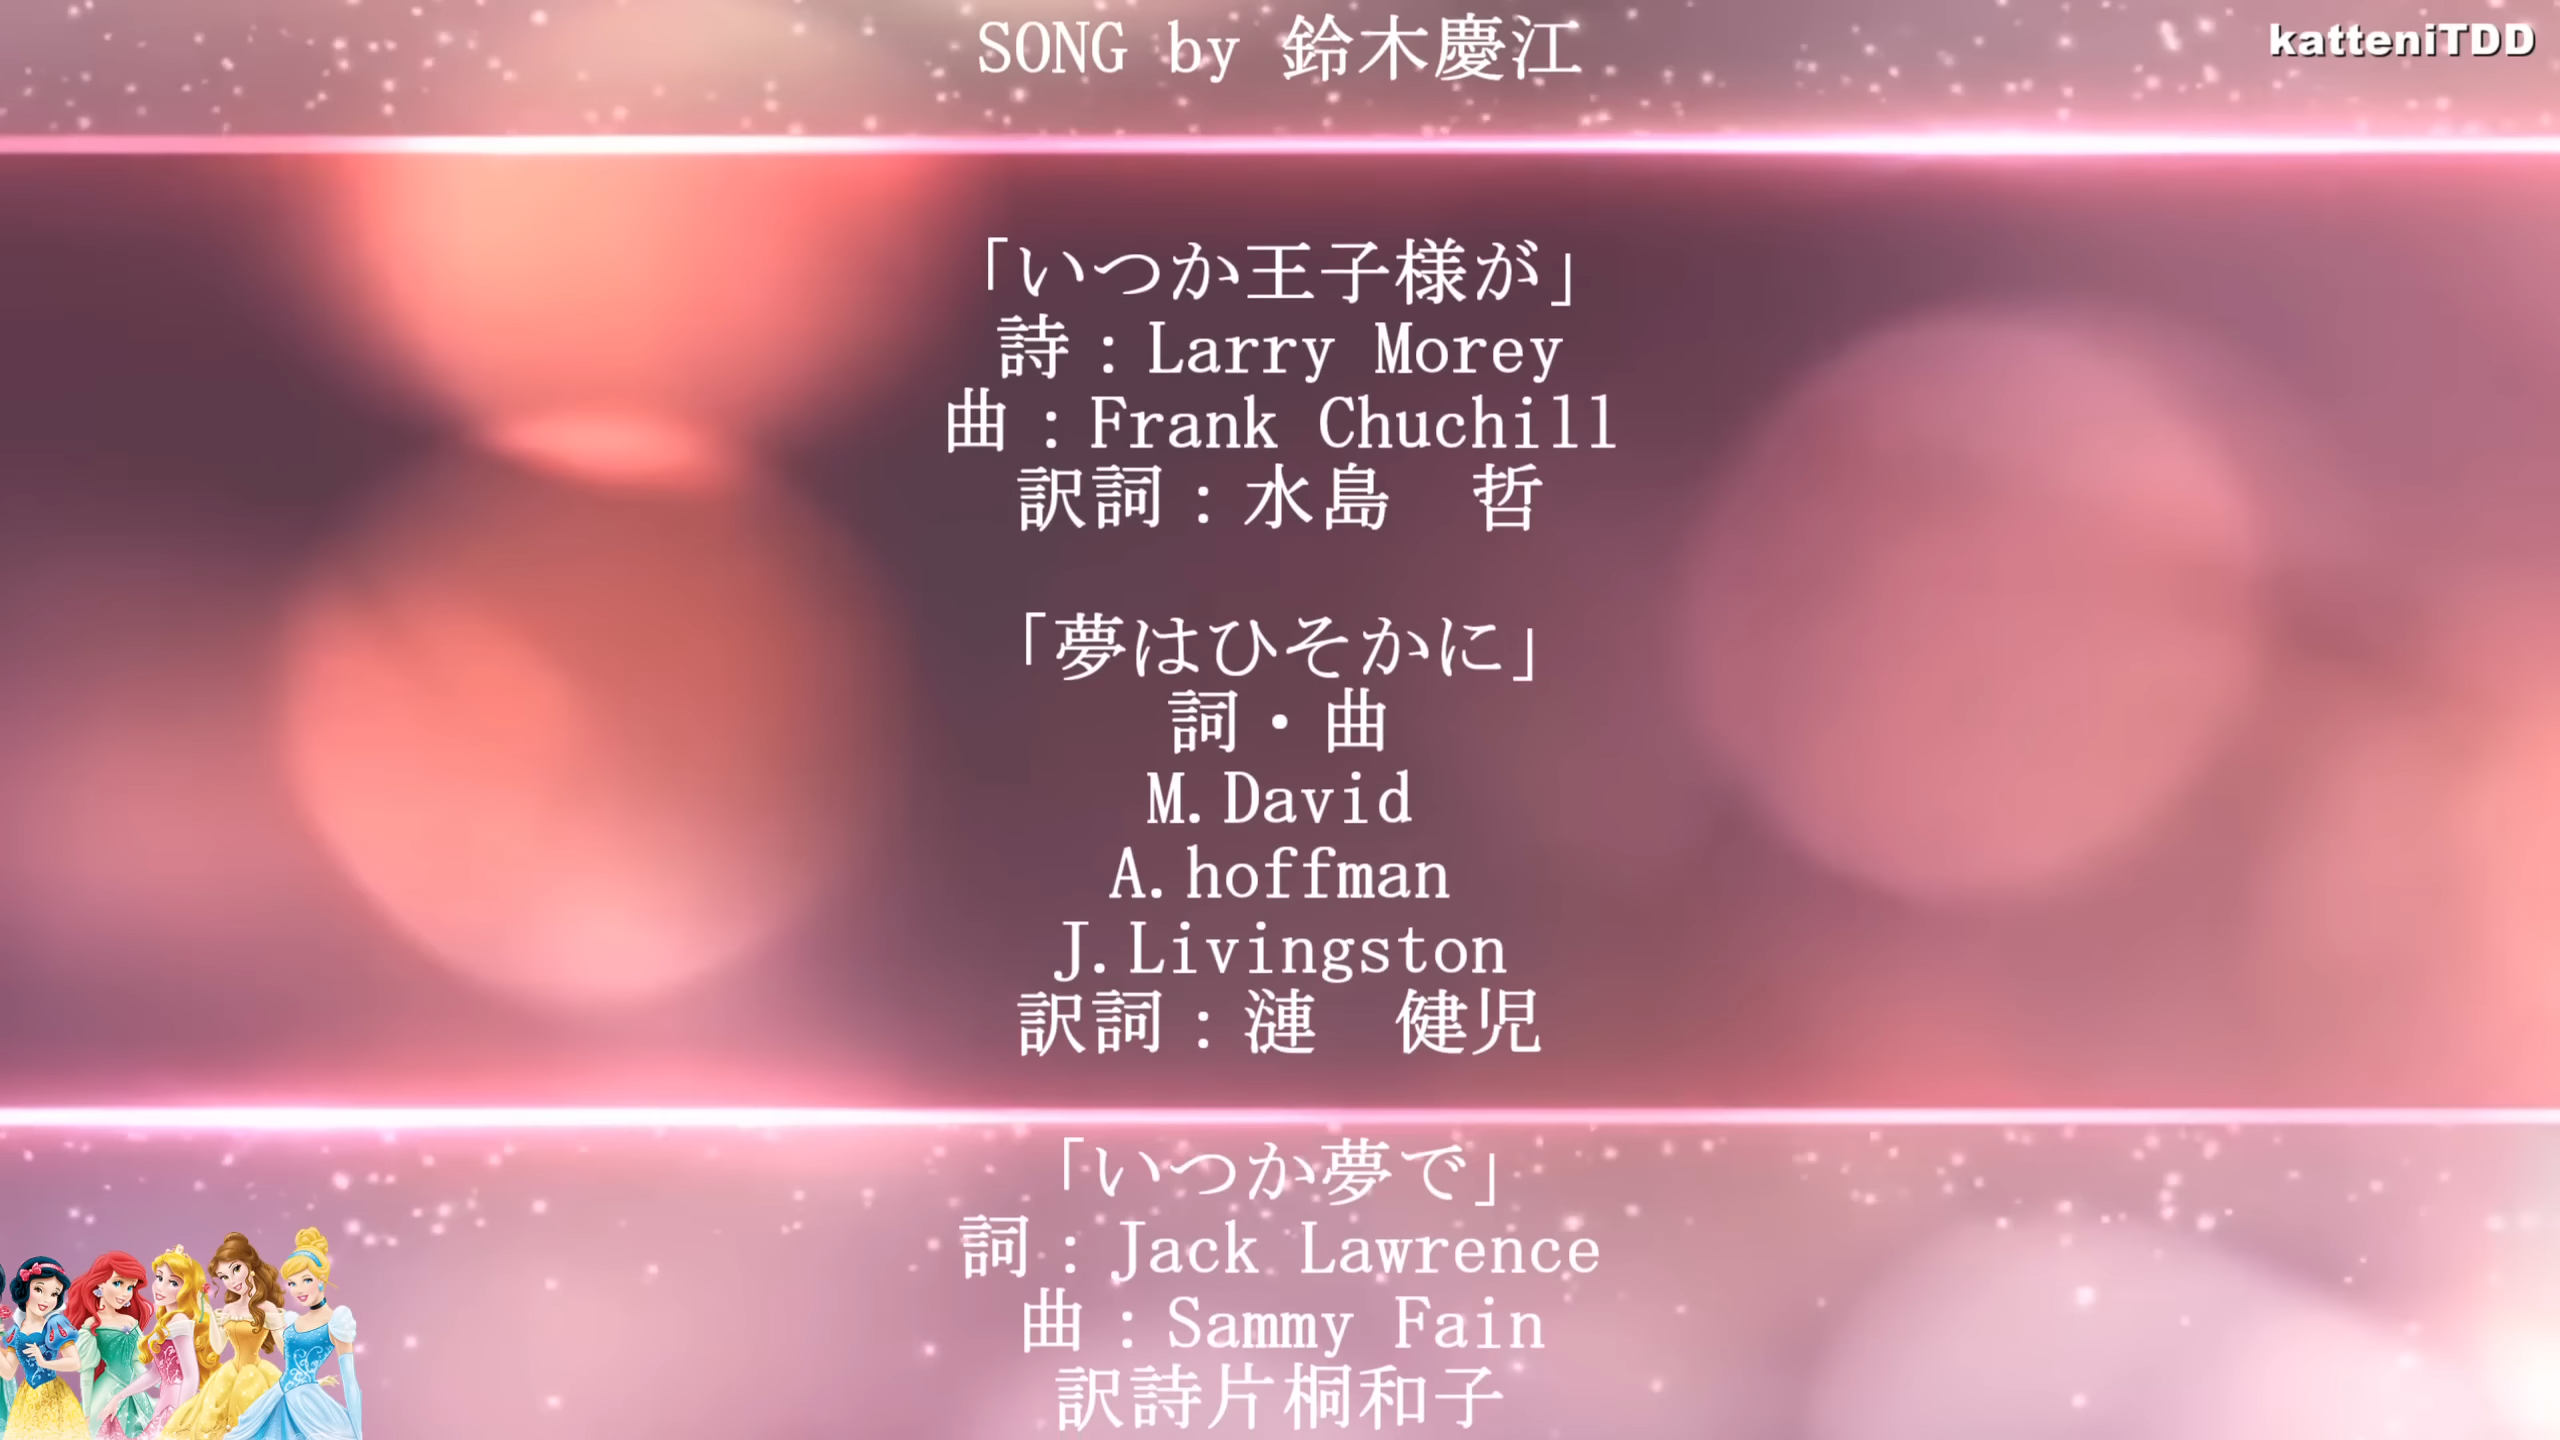 SONG by 鈴木慶江
katteniTDD
「いつか王子様が」
詩：Larry Morey
曲：Frank Chuchill
訳詞：水島　哲
「夢はひそかに」
詞・曲
M.David
A.hoffman
J.Livingston
訳詞：漣　健児
「いつか夢で」
詞：Jack Lawrence
曲：Sammy Fain
訳詩片桐和子